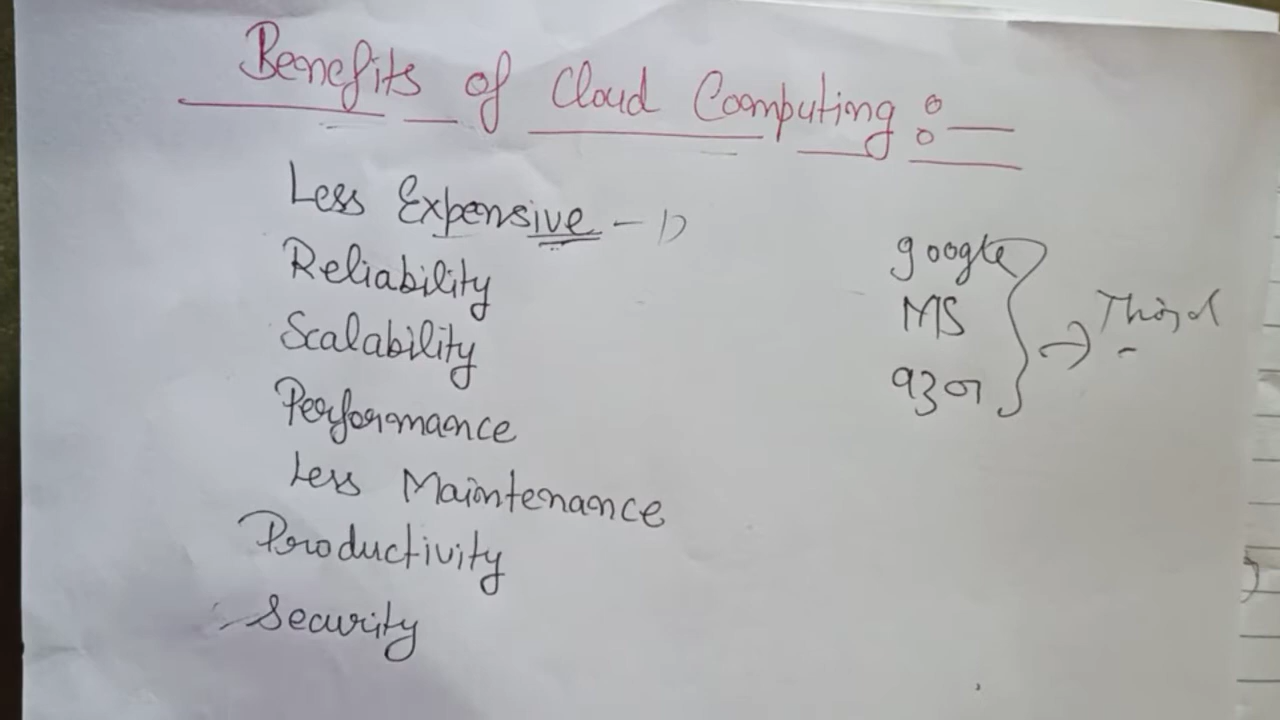 Benefits of Cloud Computing :-
Less Expensive -
Reliability
Scalability
Performance
Less Maintenance
Productivity
Security
google
MS
Third